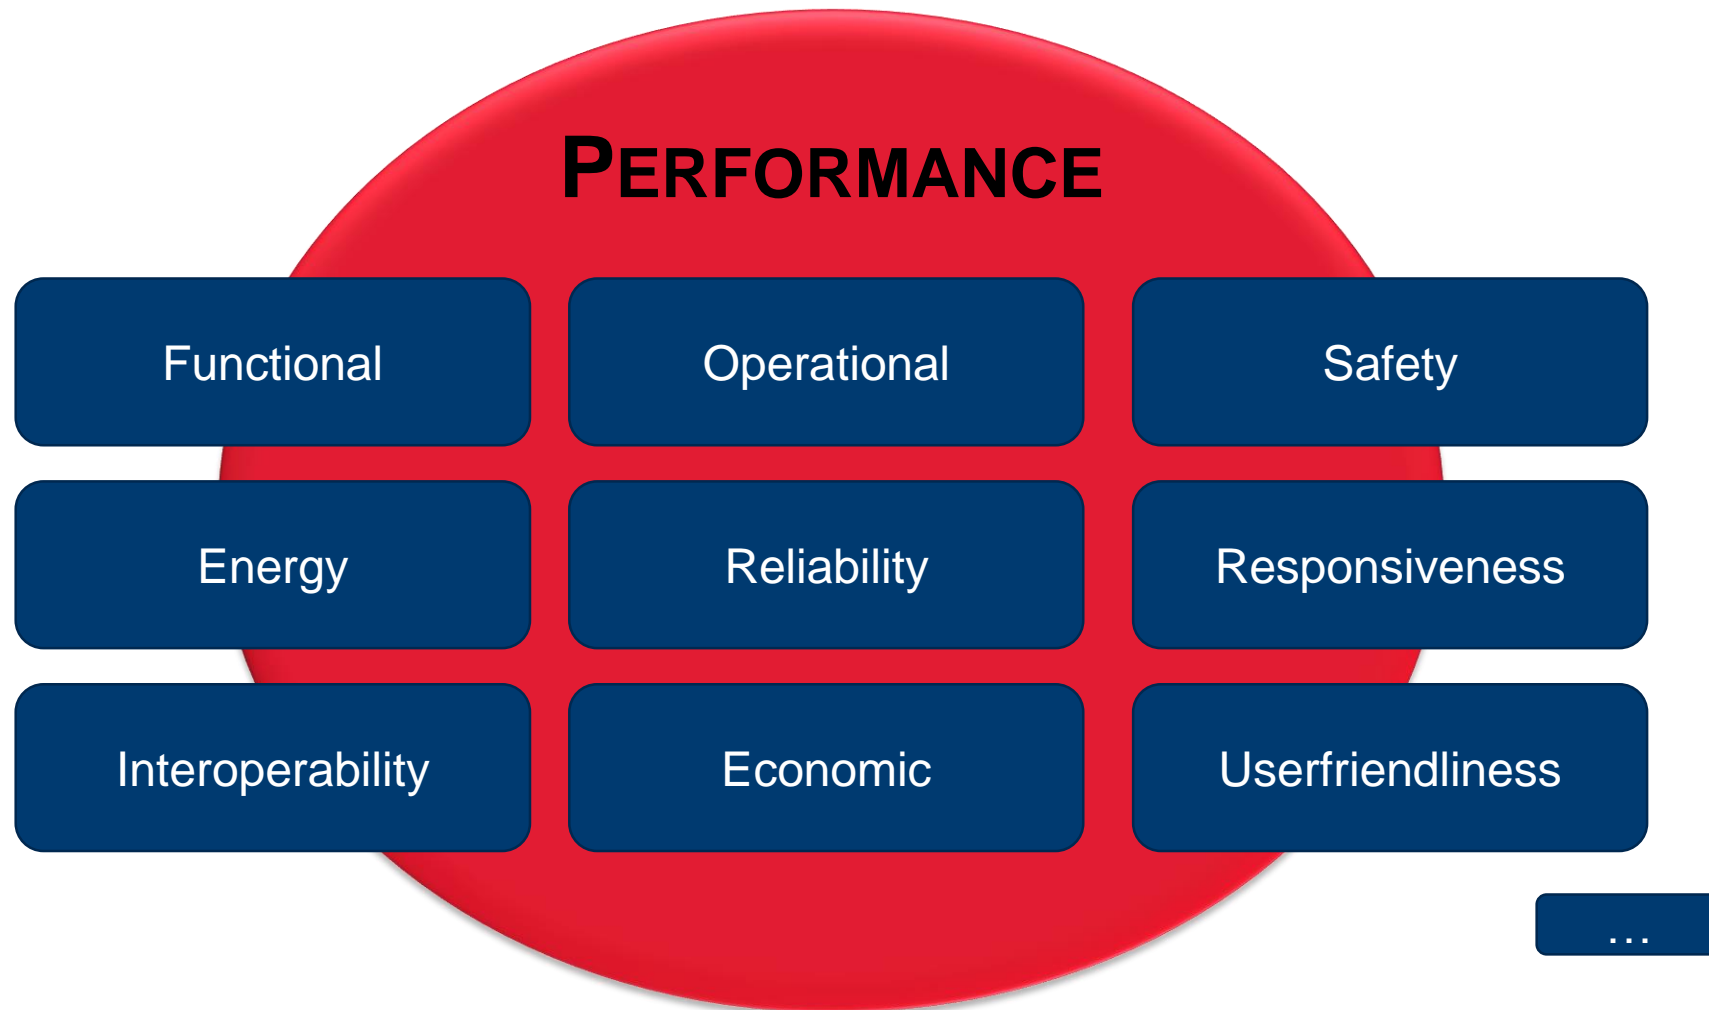 PERFORMANCE
Functional
Operational
Safety
Energy
Reliability
Responsiveness
Interoperability
Economic
Userfriendliness
...